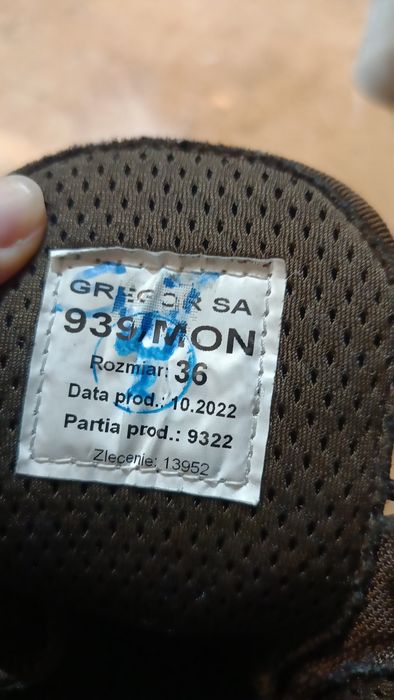 GREGOR SA
939/MON
Rozmiar: 36
Data prod.: 10.2022
Partia prod.: 9322
Zlecenie: 13952